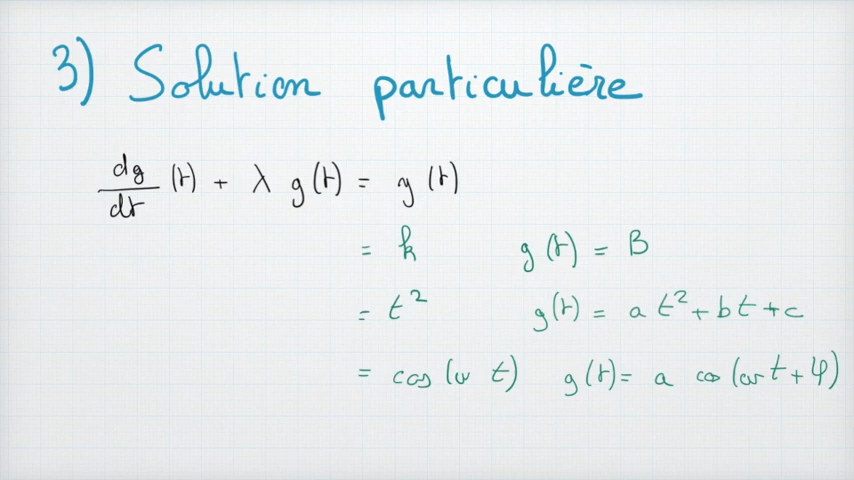 3) Solution particulière
dg/dt (t) + λ g(t) = y(t)
= k g(t) = B
= t² g(t) = at² + bt + c
= cos(ω t) g(t) = a cos(ωt + φ)